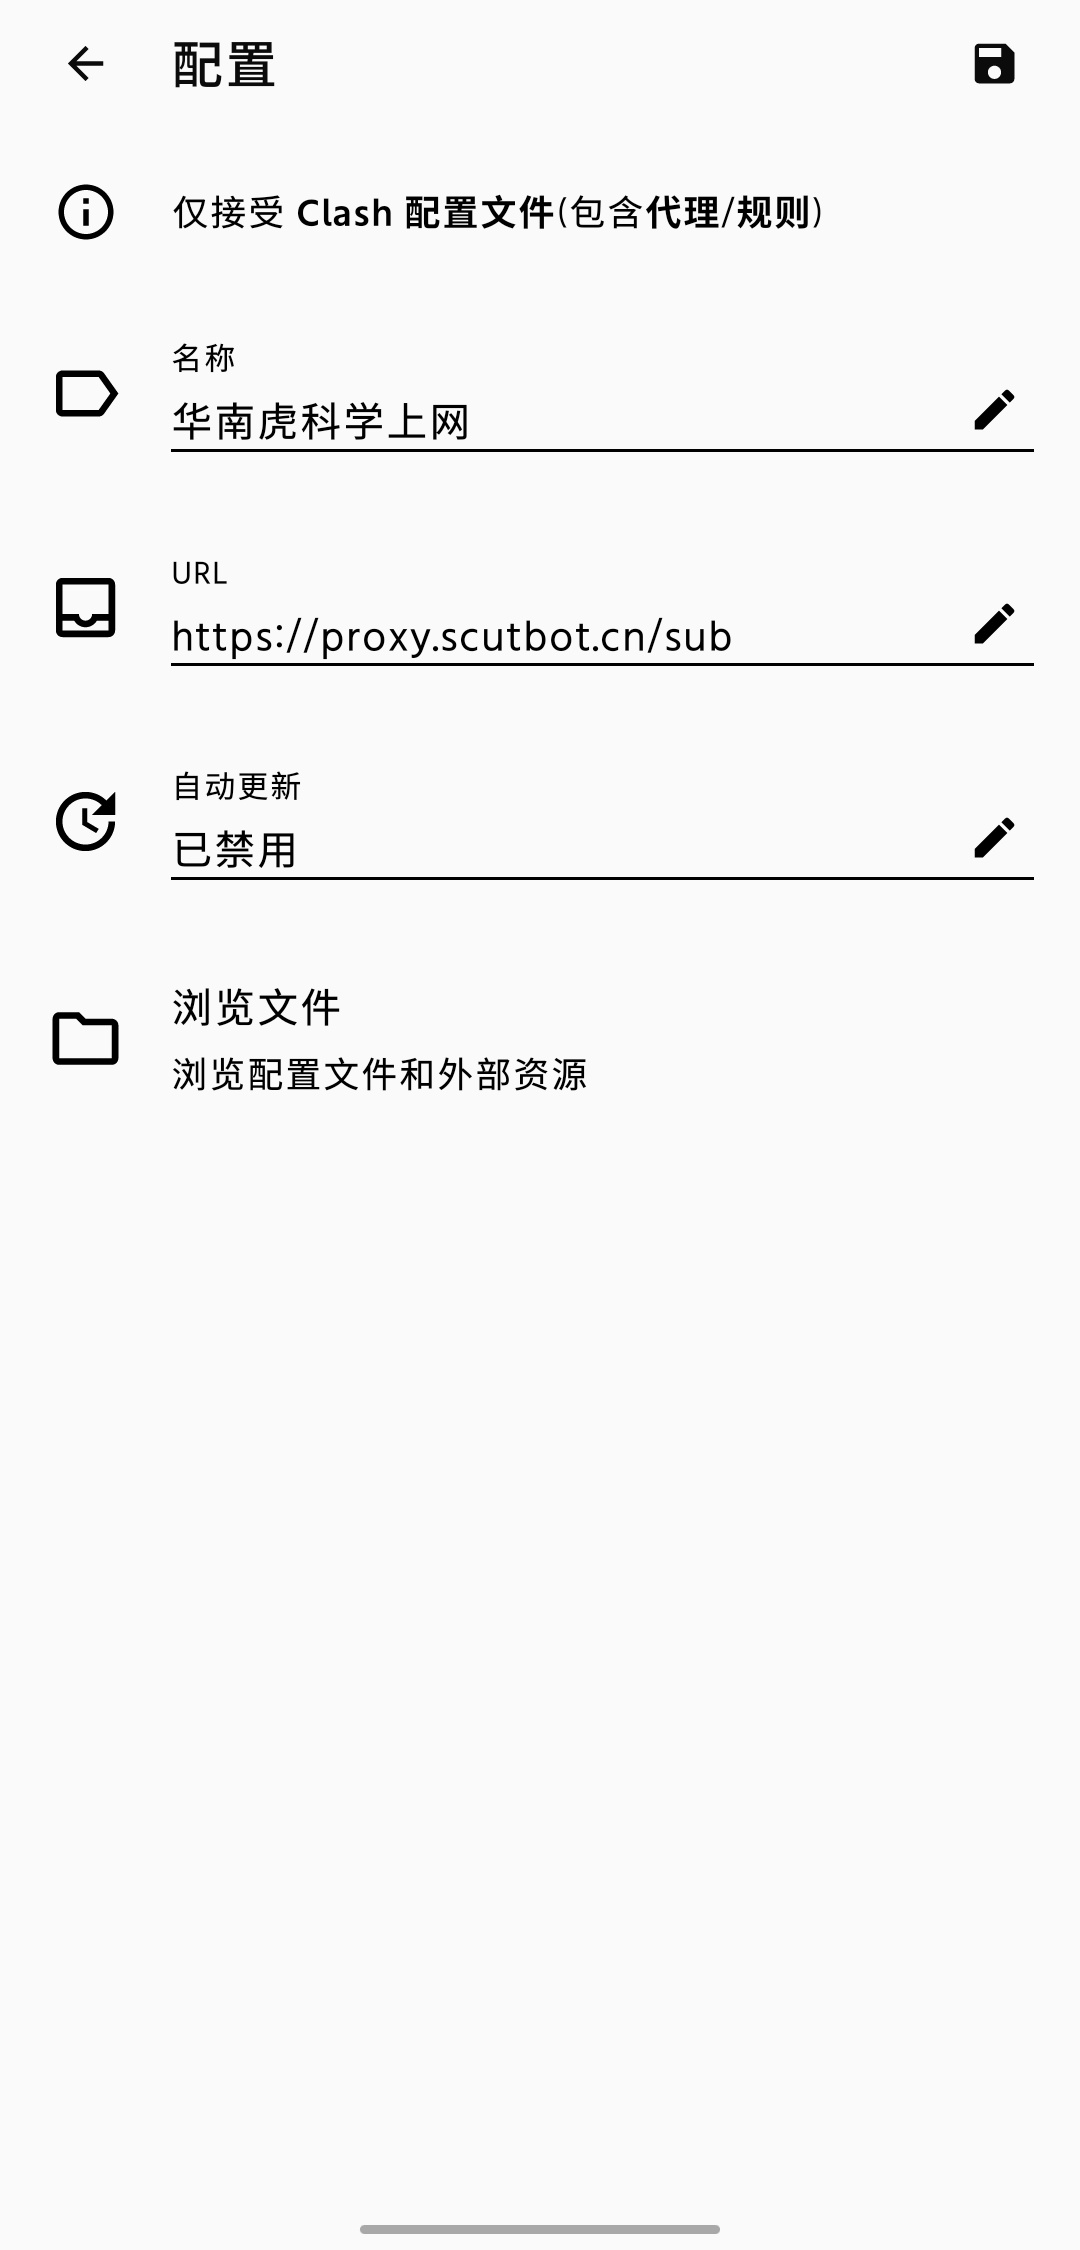 配置
仅接受 Clash 配置文件(包含代理/规则)
名称
华南虎科学上网
URL
https://proxy.scutbot.cn/sub
自动更新
已禁用
浏览文件
浏览配置文件和外部资源